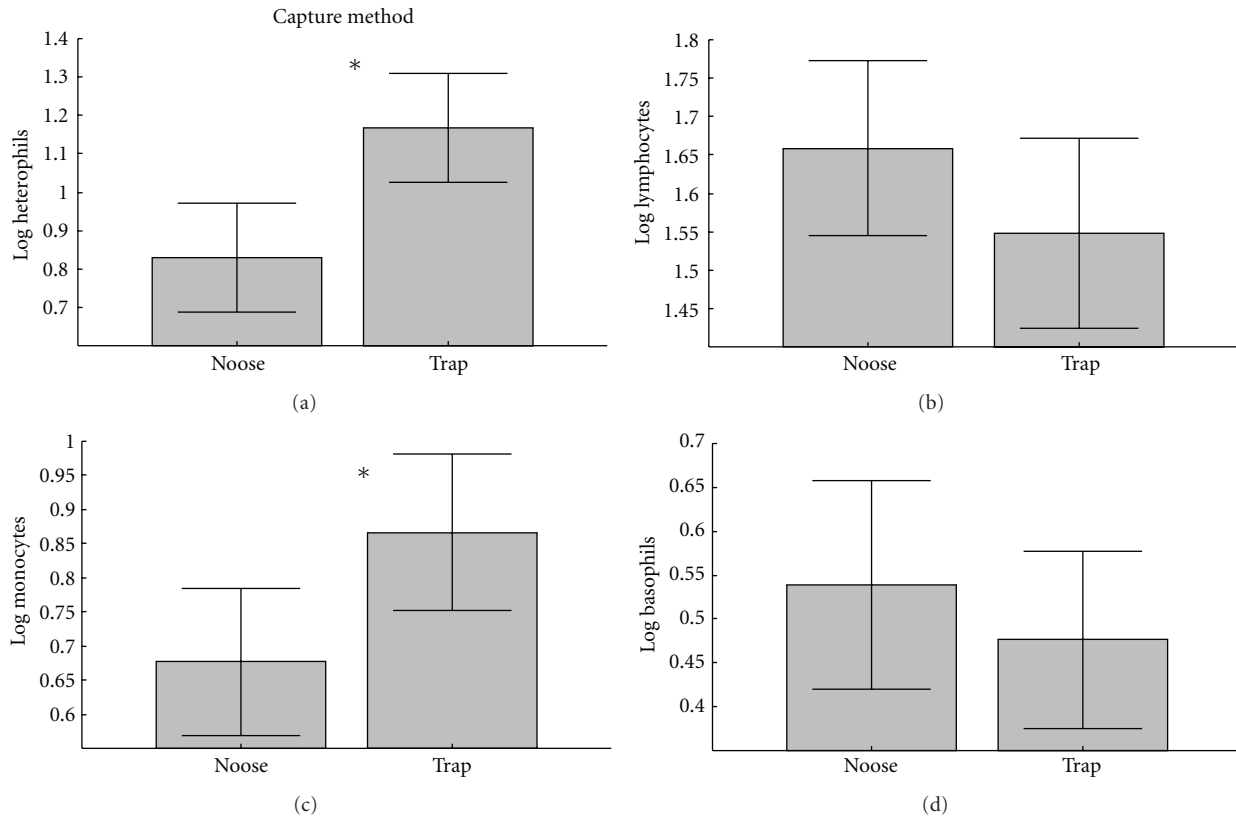 Capture method
1.4
1.3
1.2
1.1
1
0.9
0.8
0.7
Log heterophils
*
Noose Trap
(a)
1.8
1.75
1.7
1.65
1.6
1.55
1.5
1.45
Log lymphocytes
Noose Trap
(b)
1
0.95
0.9
0.85
0.8
0.75
0.7
0.65
0.6
Log monocytes
*
Noose Trap
(c)
0.7
0.65
0.6
0.55
0.5
0.45
0.4
Log basophils
Noose Trap
(d)